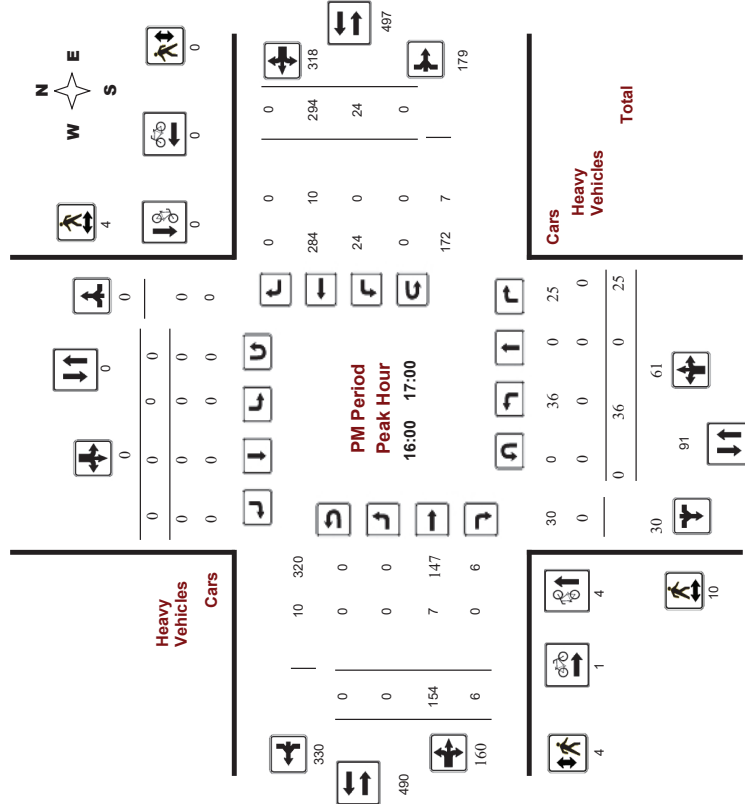 N
W E
S
4
0
0
0
0
0
0
0 0 0 0
0 0 0 0 0
0 0 0 0 0
Heavy
Vehicles
Cars
497
318
179
0 0 0
284 10 294
24 0 24
0 0 0
172 7
PM Period
Peak Hour
16:00 17:00
320 10
0 0 0
0 0 0
147 7 154
6 0 6
330
490
160
Cars
Heavy
Vehicles
Total
30 0 36 0 25
0 0 0 0 0
0 36 0 25
30
61
91
4
1
4
10